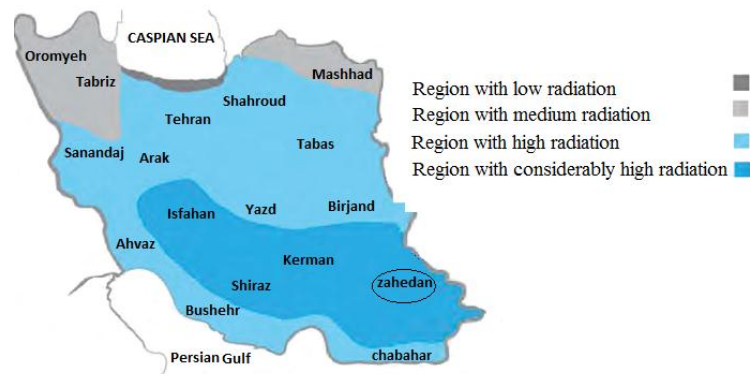 CASPIAN SEA
Oromyeh
Tabriz
Mashhad
Shahroud
Tehran
Tabas
Sanandaj
Arak
Isfahan
Yazd
Birjand
Ahvaz
Kerman
Shiraz
zahedan
Bushehr
Persian Gulf
chabahar
Region with low radiation
Region with medium radiation
Region with high radiation
Region with considerably high radiation